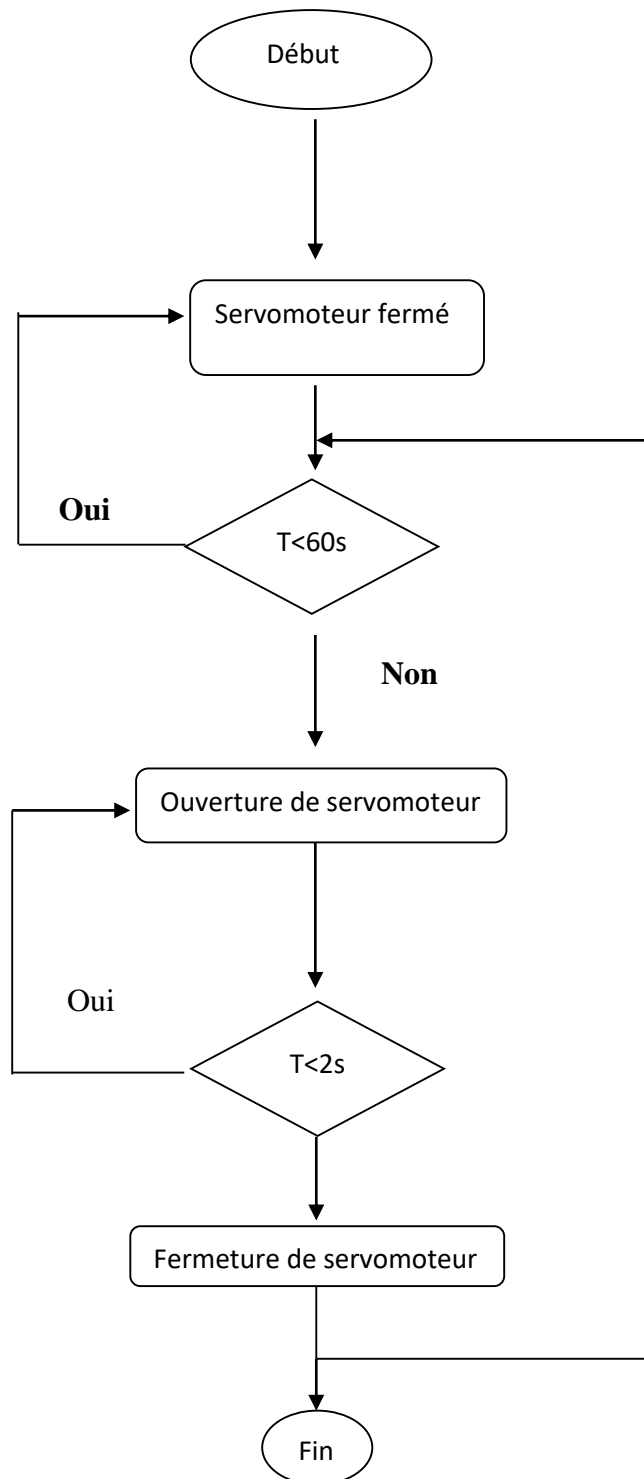 Début
Servomoteur fermé
Oui
T<60s
Non
Ouverture de servomoteur
Oui
T<2s
Fermeture de servomoteur
Fin